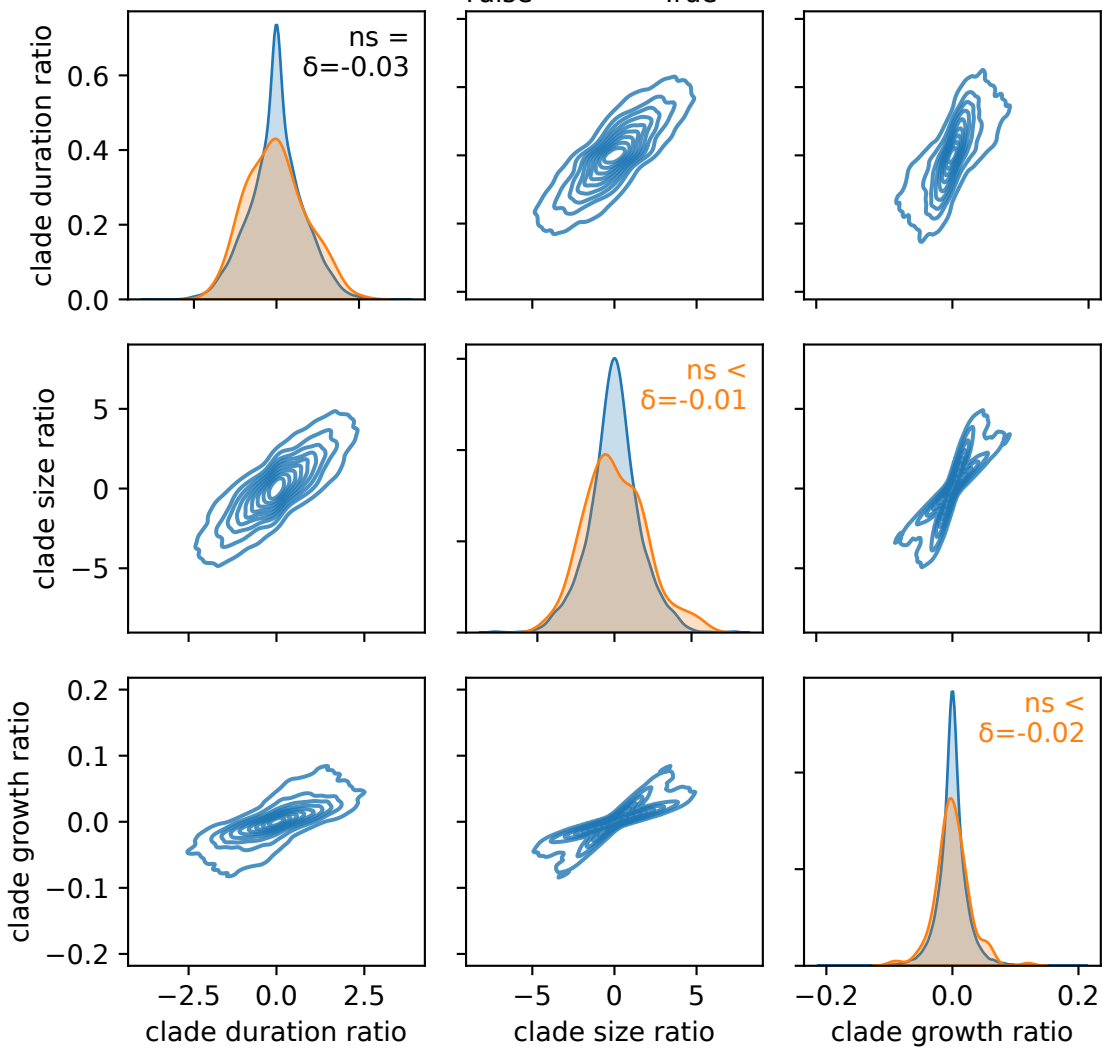 clade duration ratio
0.6
0.4
0.2
0.0
ns =
δ=-0.03
clade size ratio
5
0
−5
ns <
δ=-0.01
clade growth ratio
0.2
0.1
0.0
−0.1
−0.2
ns <
δ=-0.02
−2.5 0.0 2.5
−5 0 5
−0.2 0.0 0.2
clade duration ratio
clade size ratio
clade growth ratio